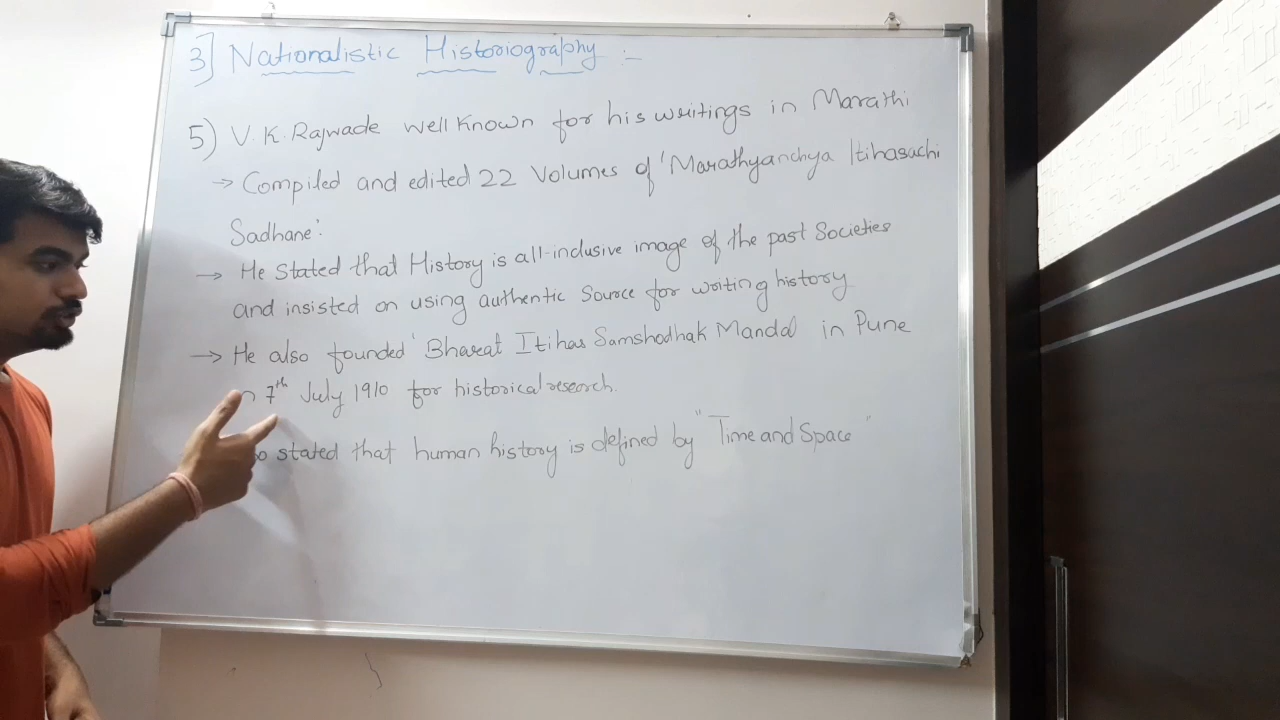 3] Nationalistic Historiography :-
5) V.K. Rajwade well known for his writings in Marathi
→ Compiled and edited 22 Volumes of 'Marathyanchya Itihasachi
Sadhane'.
→ He stated that History is all-inclusive image of the past Societies
and insisted on using authentic Source for writing history
→ He also founded 'Bharat Itihas Samshodhak Mandal in Pune
7th July 1910 for historical research.
stated that human history is defined by "Time and Space"